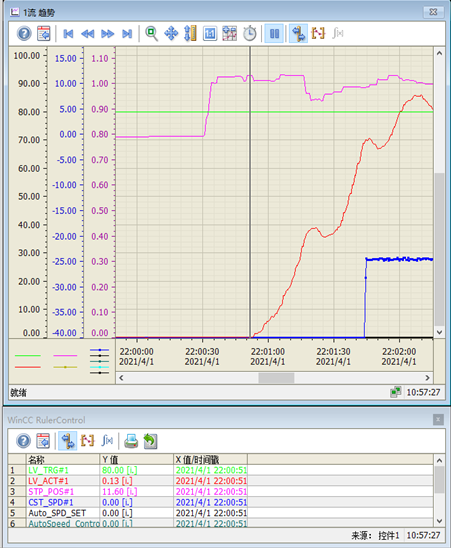 1流 趋势
100.00 15.00 1.10
90.00 10.00 1.00
80.00 5.00 0.90
70.00 0.00 0.80
60.00 -5.00 0.70
50.00 -10.00 0.60
40.00 -15.00 0.50
30.00 -20.00 0.40
20.00 -25.00 0.30
10.00 -30.00 0.20
0.00 -35.00 0.10
-40.00 0.00
22:00:00 22:00:30 22:01:00 22:01:30 22:02:00
2021/4/1 2021/4/1 2021/4/1 2021/4/1 2021/4/1
就绪 10:57:27
WinCC RulerControl
名称 Y 值 X 值/时间戳
1 LV_TRG#1 80.00 [L] 2021/4/1 22:00:51
2 LV_ACT#1 0.13 [L] 2021/4/1 22:00:51
3 STP_POS#1 11.60 [L] 2021/4/1 22:00:51
4 CST_SPD#1 0.00 [L] 2021/4/1 22:00:51
5 Auto_SPD_SET 0.00 [L] 2021/4/1 22:00:51
6 AutoSpeed_Contro 0.00 [L] 2021/4/1 22:00:51
来源: 控件1 10:57:27